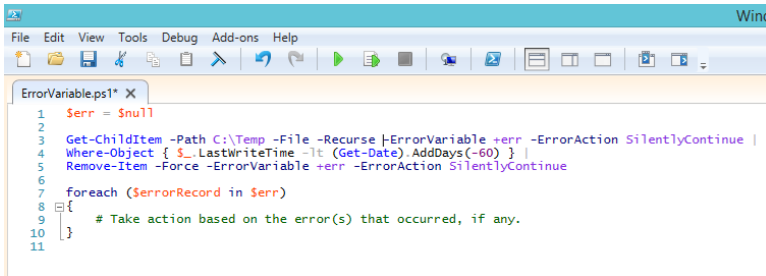 Winc
File Edit View Tools Debug Add-ons Help
ErrorVariable.ps1* X
1 $err = $null
2
3 Get-ChildItem -Path C:\Temp -File -Recurse -ErrorVariable +err -ErrorAction SilentlyContinue |
4 Where-Object { $_.LastWriteTime -lt (Get-Date).AddDays(-60) } |
5 Remove-Item -Force -ErrorVariable +err -ErrorAction SilentlyContinue
6
7 foreach ($errorRecord in $err)
8 {
9 # Take action based on the error(s) that occurred, if any.
10 }
11